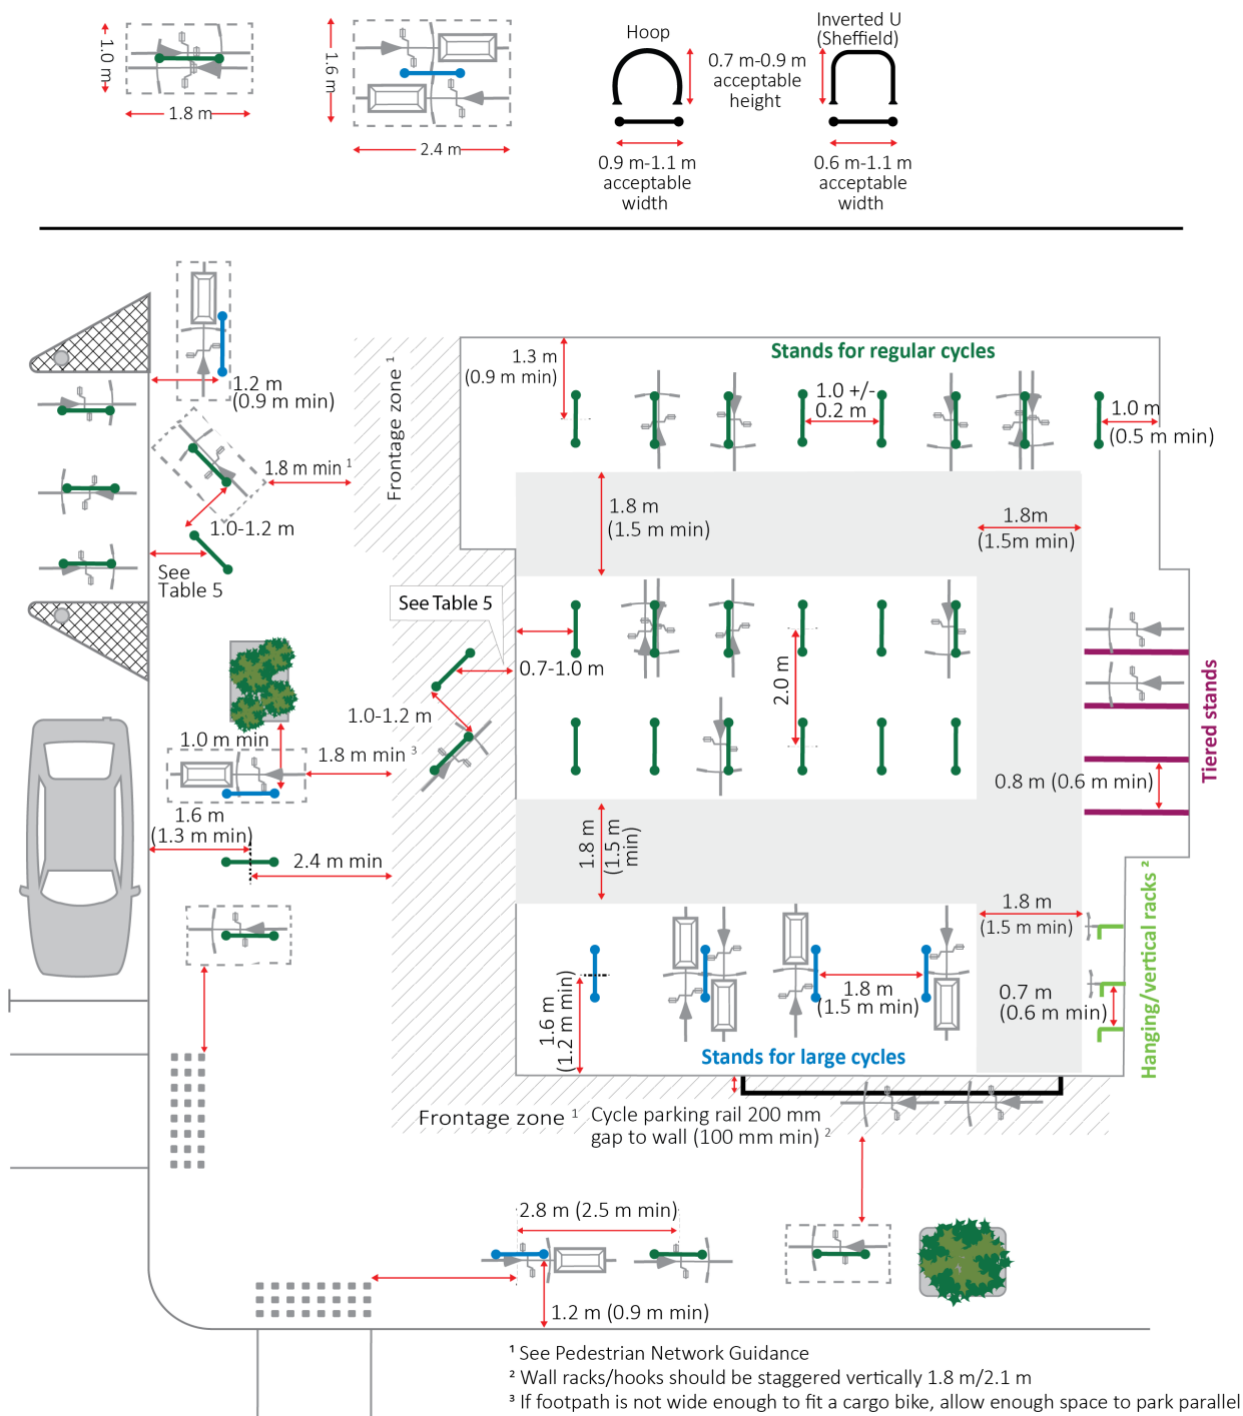 1.0 m
1.8 m
1.6 m
2.4 m
Hoop
0.7 m-0.9 m
acceptable
height
Inverted U
(Sheffield)
0.9 m-1.1 m
acceptable
width
0.6 m-1.1 m
acceptable
width
1.2 m
(0.9 m min)
1.8 m min ¹
1.0-1.2 m
See
Table 5
Frontage zone ¹
1.3 m
(0.9 m min)
Stands for regular cycles
1.0 +/-
0.2 m
1.0 m
(0.5 m min)
1.8 m
(1.5 m min)
1.8m
(1.5m min)
See Table 5
0.7-1.0 m
2.0 m
1.0-1.2 m
1.0 m min
1.8 m min ³
1.6 m
(1.3 m min)
2.4 m min
Tiered stands
0.8 m (0.6 m min)
1.8 m
(1.5 m
min)
1.8 m
(1.5 m min)
Hanging/vertical racks ²
0.7 m
(0.6 m min)
1.6 m
(1.2 m min)
1.8 m
(1.5 m min)
Stands for large cycles
Frontage zone ¹
Cycle parking rail 200 mm
gap to wall (100 mm min) ²
2.8 m (2.5 m min)
1.2 m (0.9 m min)
¹ See Pedestrian Network Guidance
² Wall racks/hooks should be staggered vertically 1.8 m/2.1 m
³ If footpath is not wide enough to fit a cargo bike, allow enough space to park parallel